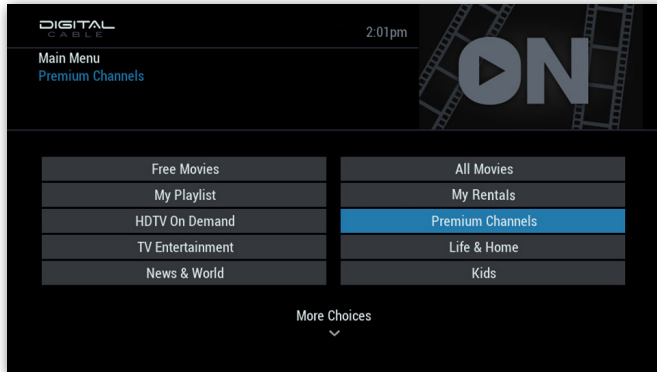 DIGITAL
CABLE
2:01pm
ON
Main Menu
Premium Channels
Free Movies
All Movies
My Playlist
My Rentals
HDTV On Demand
Premium Channels
TV Entertainment
Life & Home
News & World
Kids
More Choices